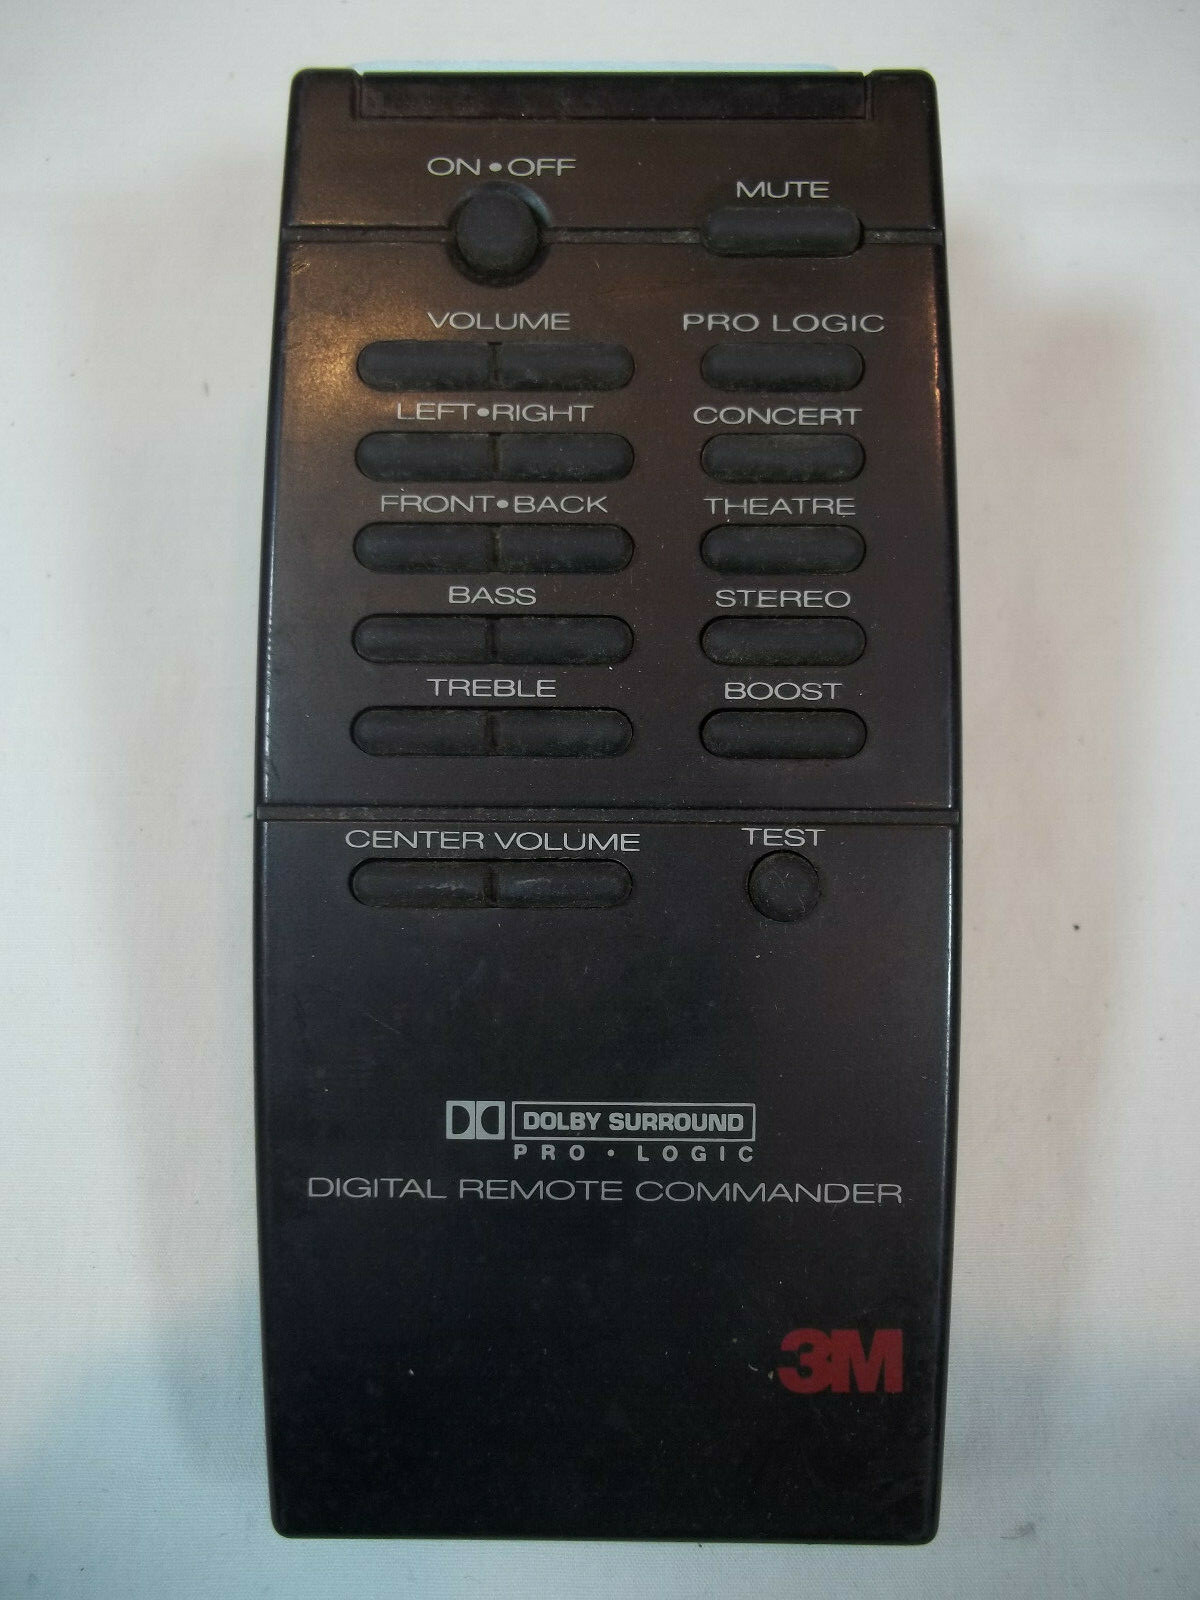 ON•OFF
MUTE
VOLUME
PRO LOGIC
LEFT•RIGHT
CONCERT
FRONT•BACK
THEATRE
BASS
STEREO
TREBLE
BOOST
CENTER VOLUME
TEST
DOLBY SURROUND
PRO • LOGIC
DIGITAL REMOTE COMMANDER
3M